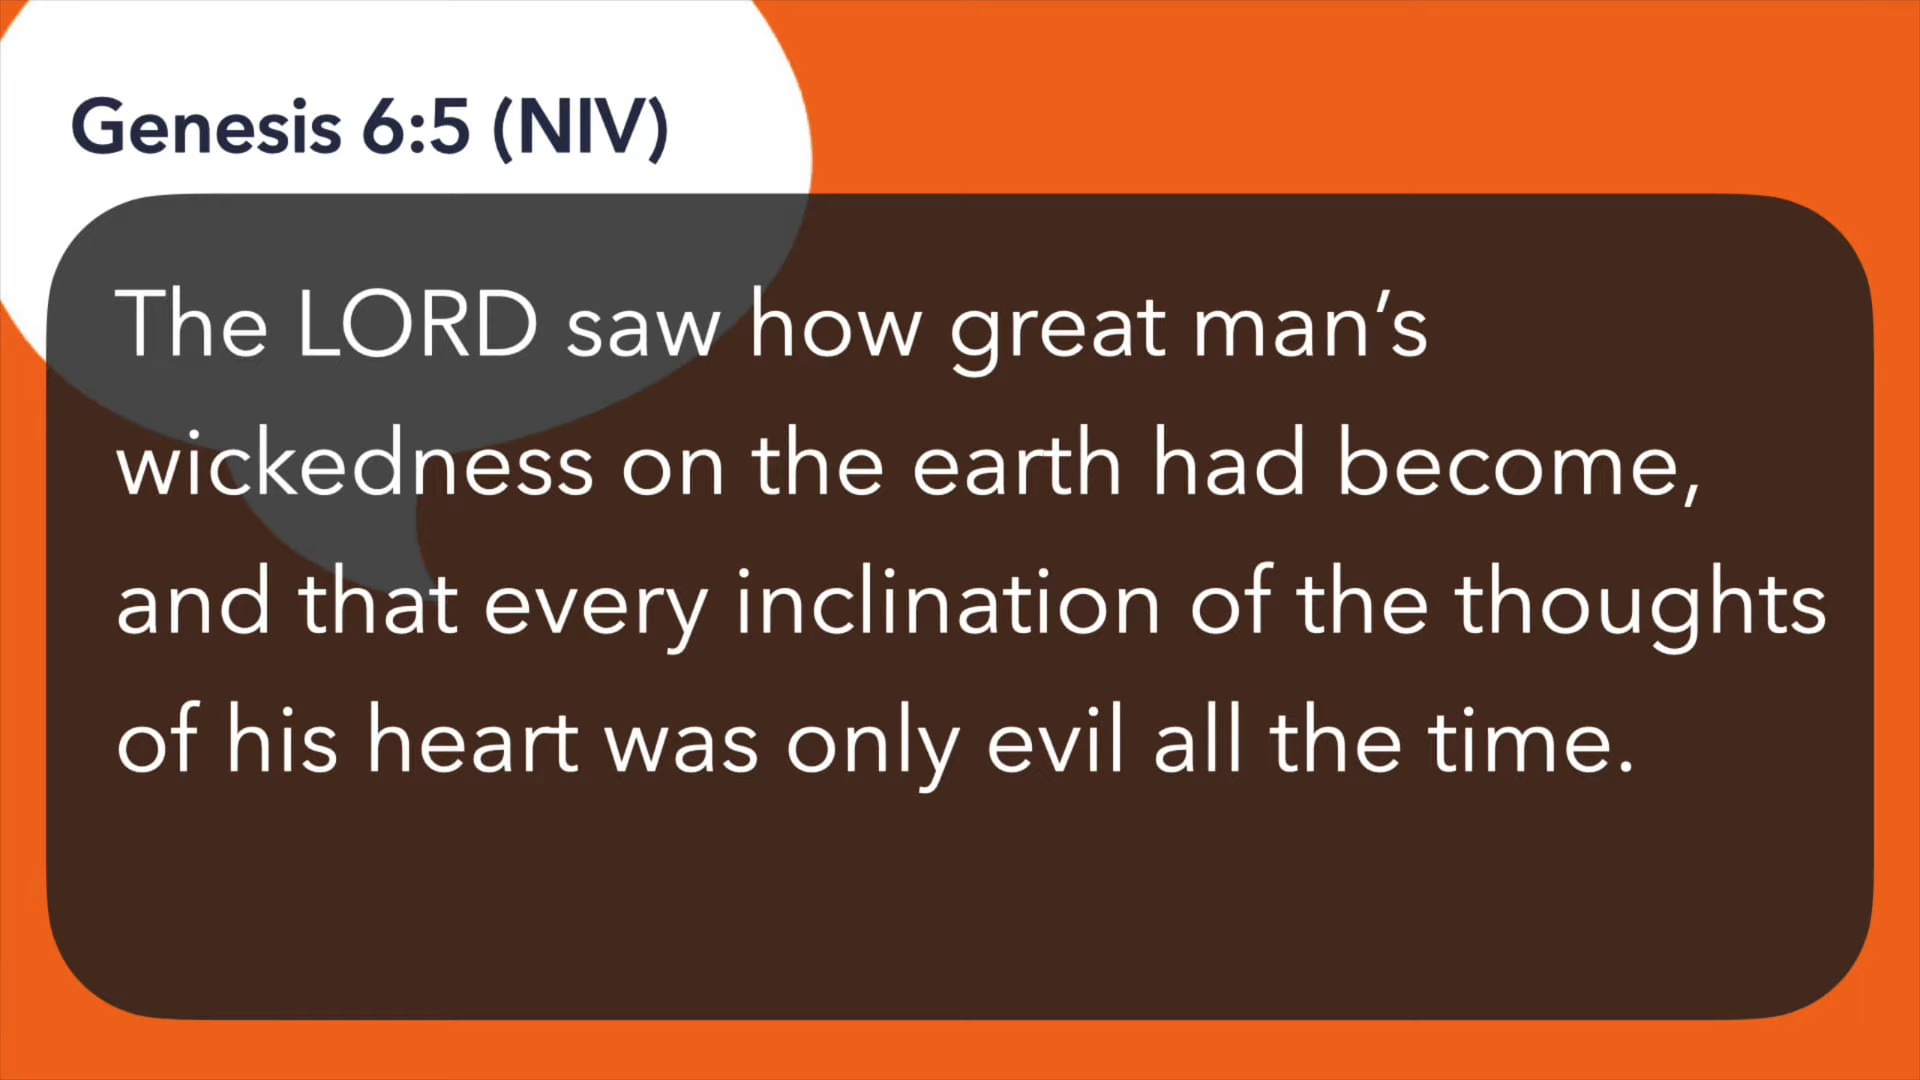 Genesis 6:5 (NIV)
The LORD saw how great man’s
wickedness on the earth had become,
and that every inclination of the thoughts
of his heart was only evil all the time.